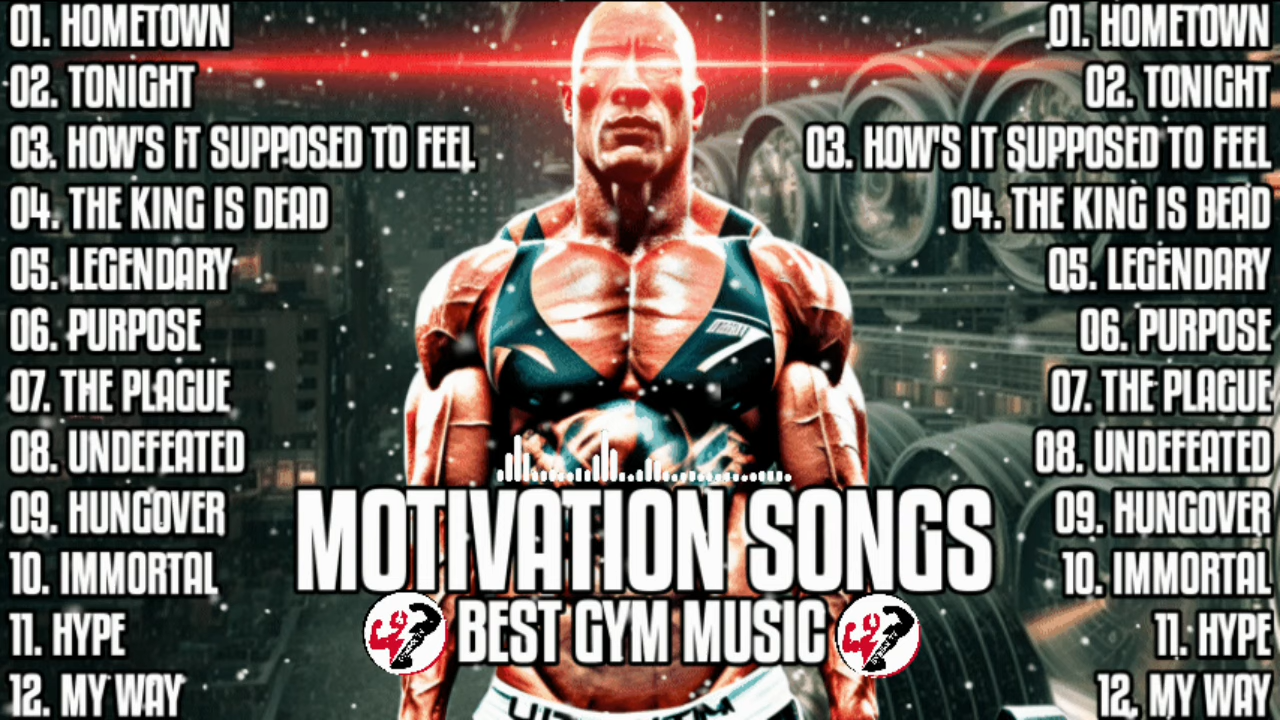 01. HOMETOWN
02. TONIGHT
03. HOW'S IT SUPPOSED TO FEEL
04. THE KING IS DEAD
05. LEGENDARY
06. PURPOSE
07. THE PLAGUE
08. UNDEFEATED
09. HUNGOVER
10. IMMORTAL
11. HYPE
12. MY WAY
01. HOMETOWN
02. TONIGHT
03. HOW'S IT SUPPOSED TO FEEL
04. THE KING IS DEAD
05. LEGENDARY
06. PURPOSE
07. THE PLAGUE
08. UNDEFEATED
09. HUNGOVER
10. IMMORTAL
11. HYPE
12. MY WAY
MOTIVATION SONGS
BEST GYM MUSIC